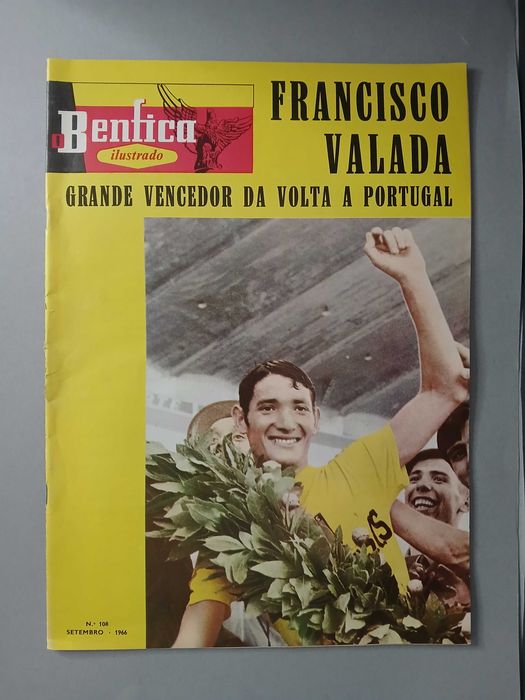 O Benfica
ilustrado
FRANCISCO
VALADA
GRANDE VENCEDOR DA VOLTA A PORTUGAL
N.º 108
SETEMBRO · 1966